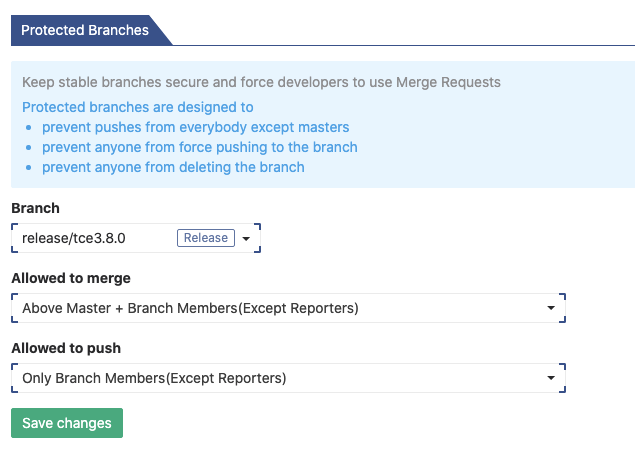 Protected Branches
Keep stable branches secure and force developers to use Merge Requests
Protected branches are designed to
• prevent pushes from everybody except masters
• prevent anyone from force pushing to the branch
• prevent anyone from deleting the branch
Branch
release/tce3.8.0 Release
Allowed to merge
Above Master + Branch Members(Except Reporters)
Allowed to push
Only Branch Members(Except Reporters)
Save changes